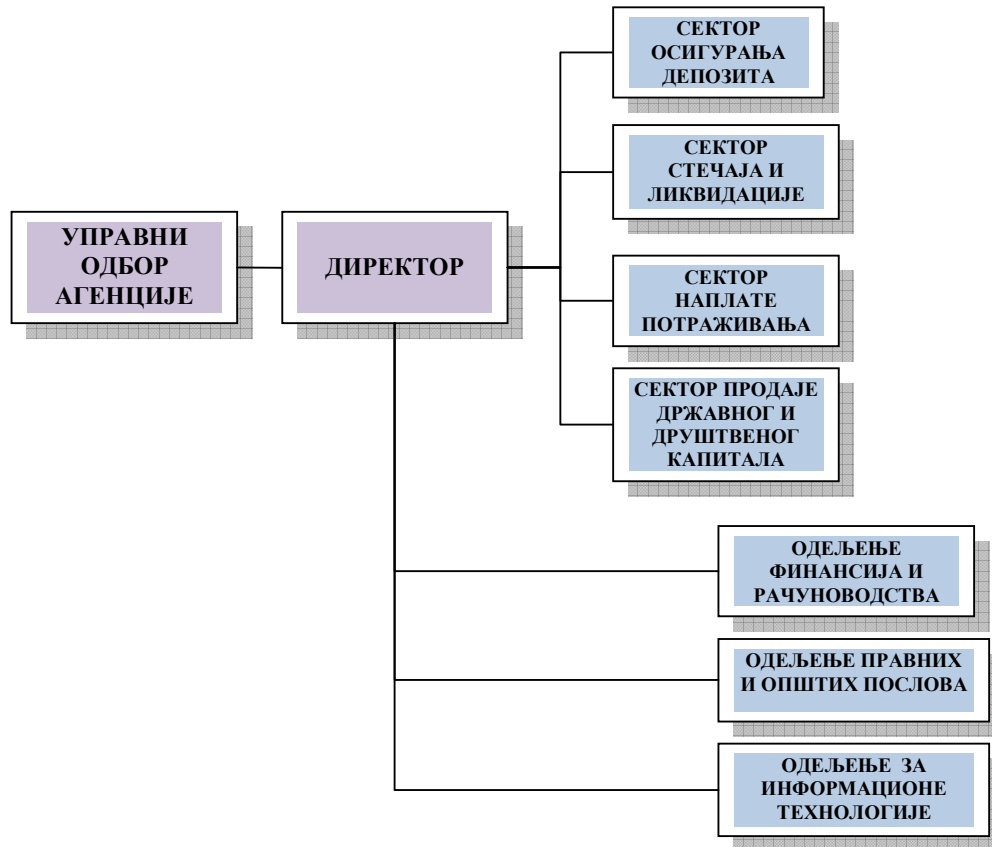 УПРАВНИ
ОДБОР
АГЕНЦИЈЕ
ДИРЕКТОР
СЕКТОР
ОСИГУРАЊА
ДЕПОЗИТА
СЕКТОР
СТЕЧАЈА И
ЛИКВИДАЦИЈЕ
СЕКТОР
НАПЛАТЕ
ПОТРАЖИВАЊА
СЕКТОР ПРОДАЈЕ
ДРЖАВНОГ И
ДРУШТВЕНОГ
КАПИТАЛА
ОДЕЉЕЊЕ
ФИНАНСИЈА И
РАЧУНОВОДСТВА
ОДЕЉЕЊЕ ПРАВНИХ
И ОПШТИХ ПОСЛОВА
ОДЕЉЕЊЕ ЗА
ИНФОРМАЦИОНЕ
ТЕХНОЛОГИЈЕ